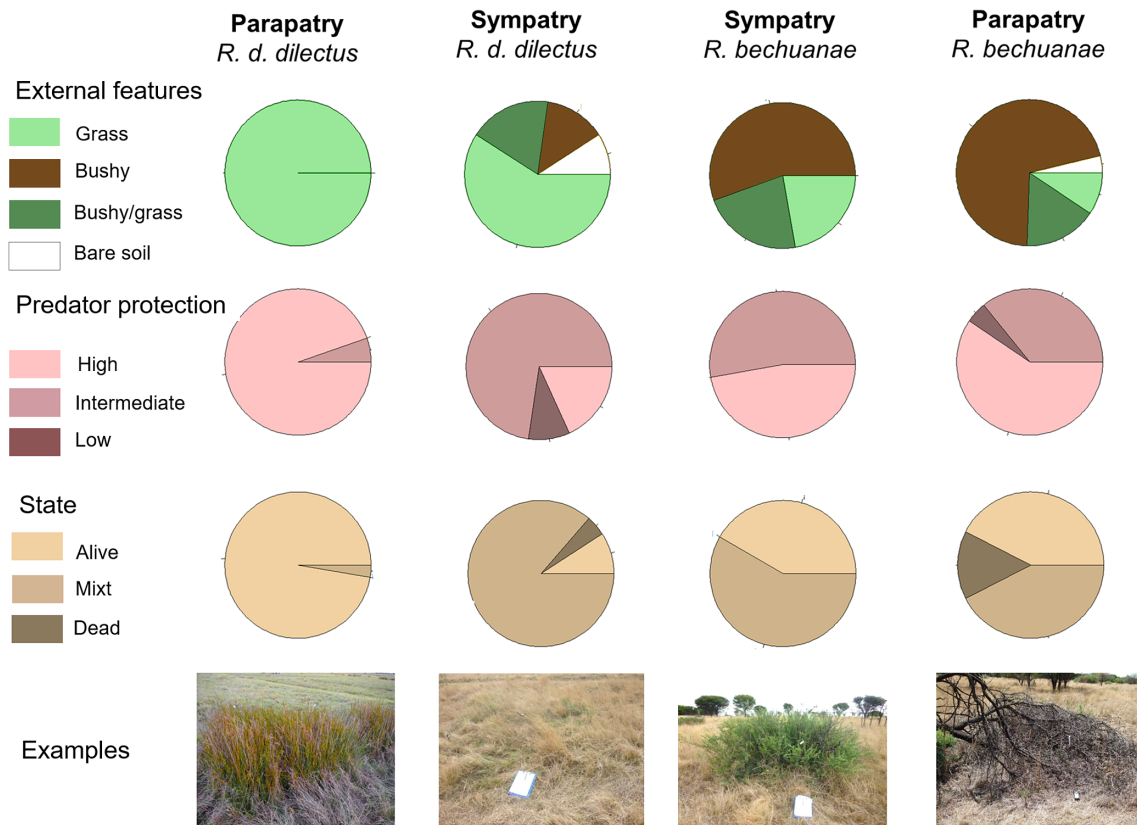 Parapatry
R. d. dilectus
Sympatry
R. d. dilectus
Sympatry
R. bechuanae
Parapatry
R. bechuanae
External features
Grass
Bushy
Bushy/grass
Bare soil
Predator protection
High
Intermediate
Low
State
Alive
Mixt
Dead
Examples